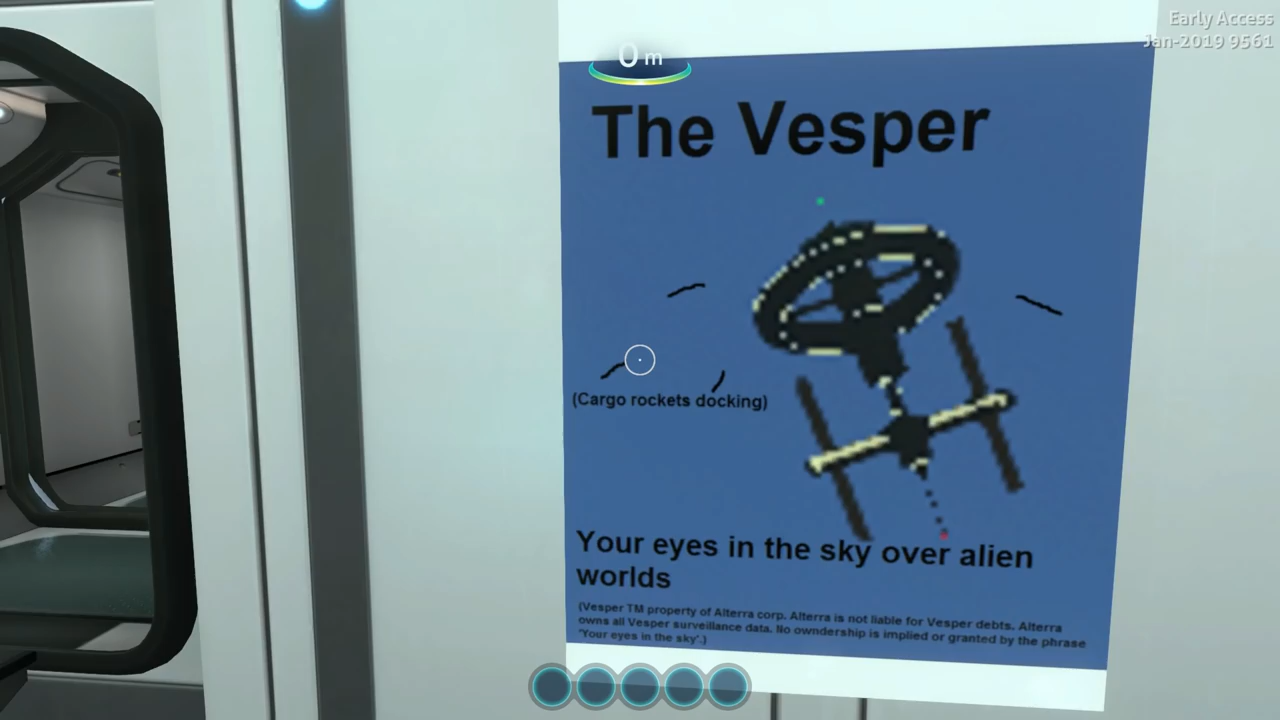 Early Access
Jan-2019 9561
0 m
The Vesper
(Cargo rockets docking)
Your eyes in the sky over alien
worlds
(Vesper TM property of Alterra corp. Alterra is not liable for Vesper debts. Alterra
owns all Vesper surveillance data. No owndership is implied or granted by the phrase
'Your eyes in the sky'.)